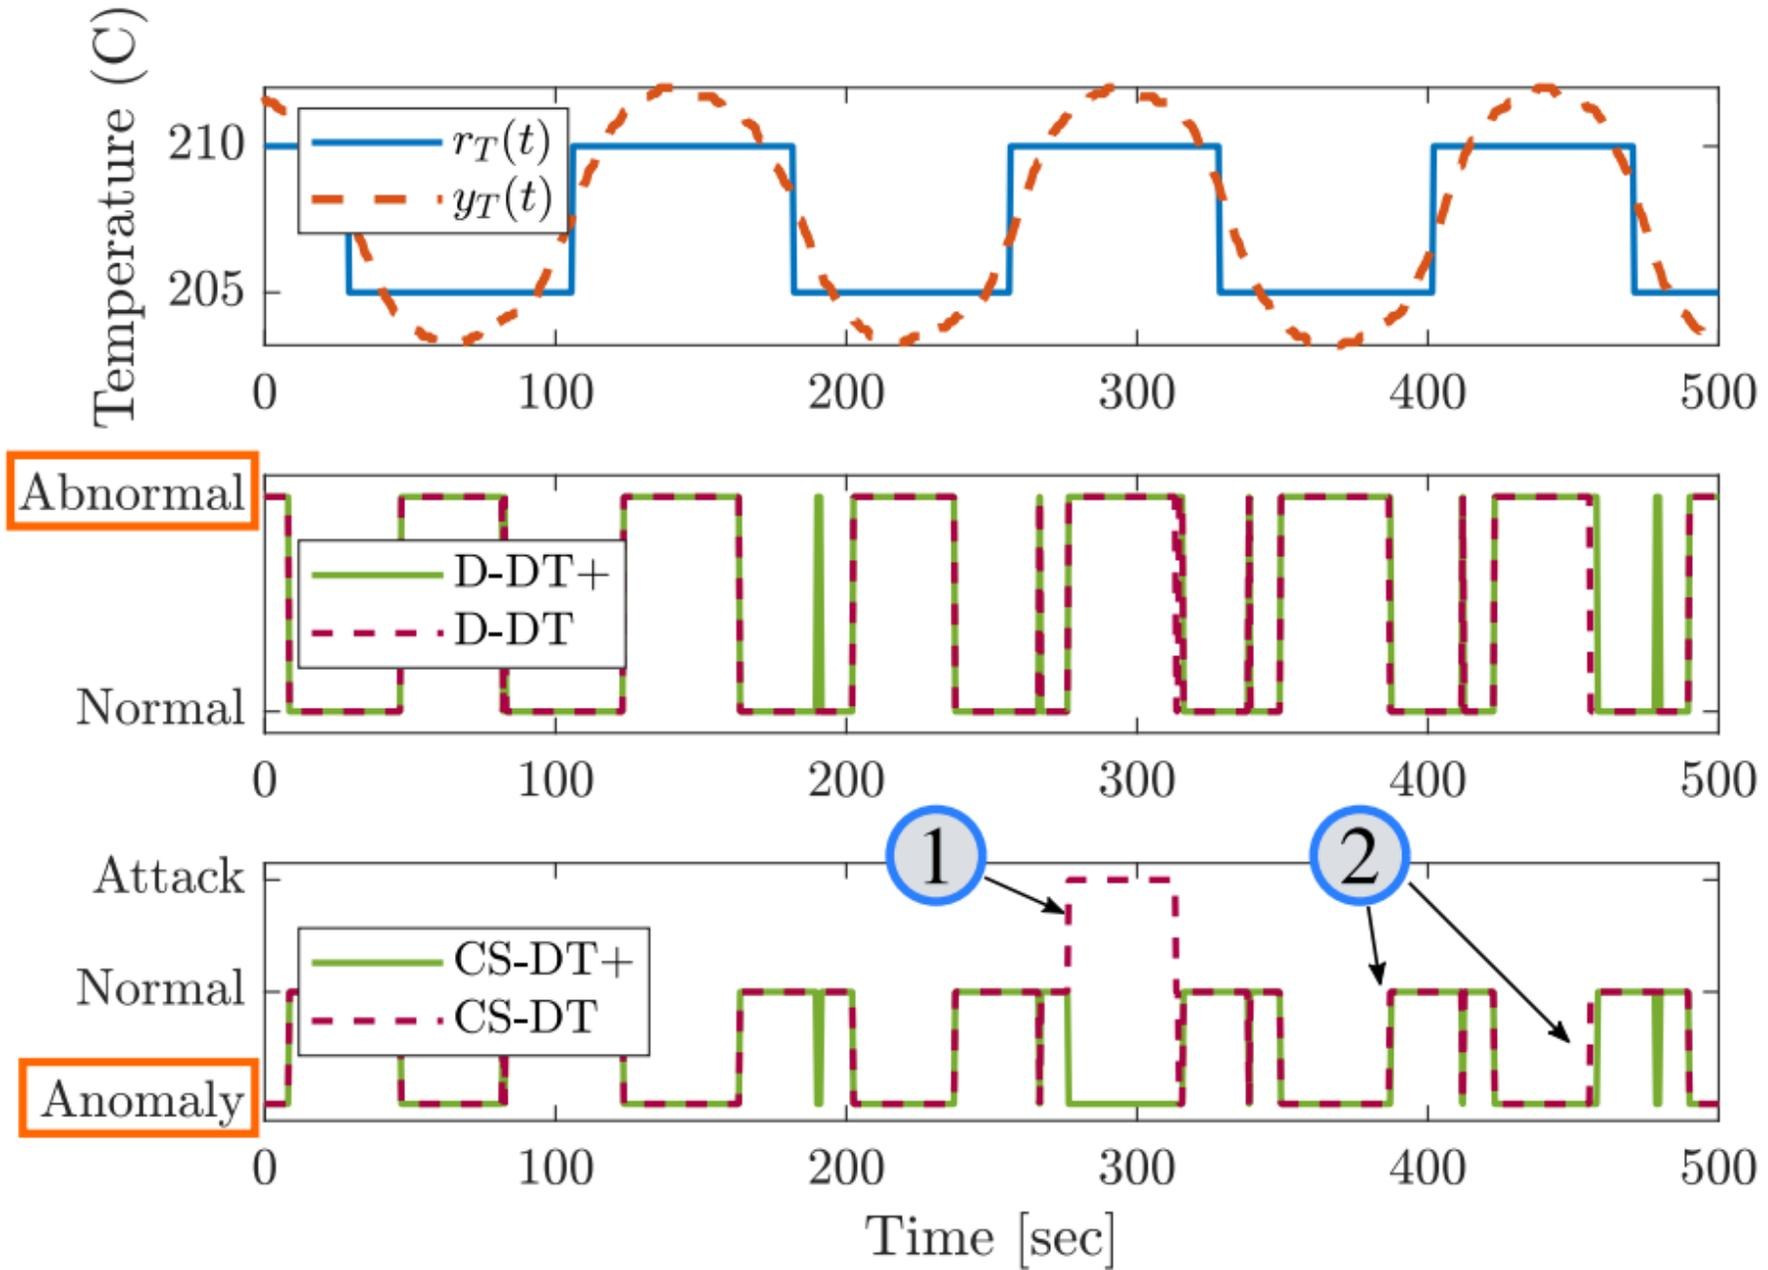 Temperature (C)
210
205
r_T(t)
y_T(t)
0 100 200 300 400 500
Abnormal
Normal
D-DT+
D-DT
0 100 200 300 400 500
1 2
Attack
Normal
Anomaly
CS-DT+
CS-DT
0 100 200 300 400 500
Time [sec]